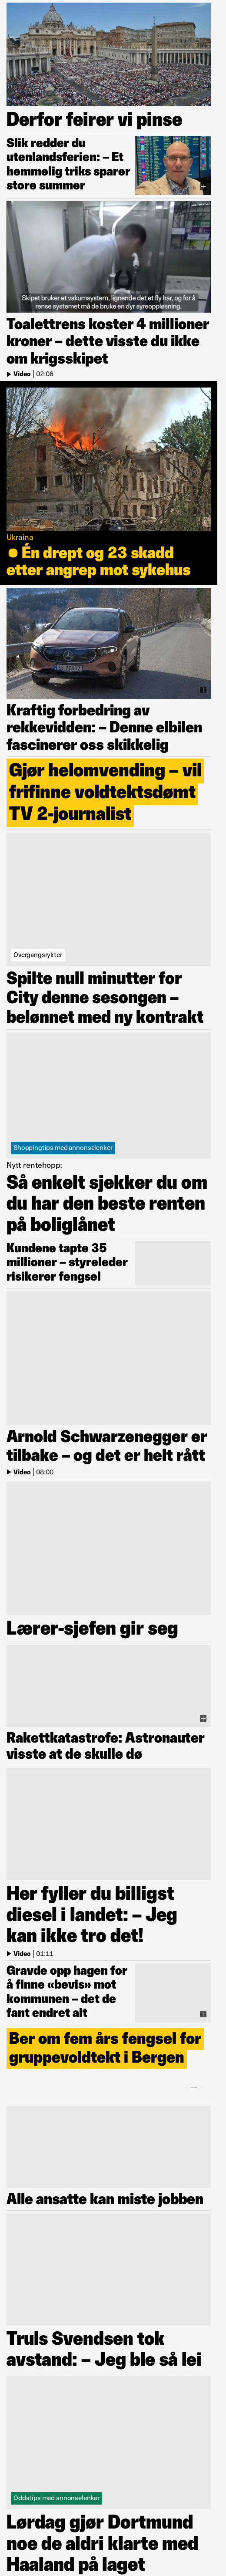 Derfor feirer vi pinse
Slik redder du
utenlandsferien: – Et
hemmelig triks sparer
store summer
Skipet bruker et vakumsystem, lignende det et fly har, og for å
rense systemet må de bruke en dyr syreoppløsning.
Toalettrens koster 4 millioner
kroner – dette visste du ikke
om krigsskipet
Video | 02:06
Ukraina
Én drept og 23 skadd
etter angrep mot sykehus
Kraftig forbedring av
rekkevidden: – Denne elbilen
fascinerer oss skikkelig
Gjør helomvending – vil
frifinne voldtektsdømt
TV 2-journalist
Overgangsrykter
Spilte null minutter for
City denne sesongen –
belønnet med ny kontrakt
Shoppingtips med annonselenker
Nytt rentehopp:
Så enkelt sjekker du om
du har den beste renten
på boliglånet
Kundene tapte 35
millioner – styreleder
risikerer fengsel
Arnold Schwarzenegger er
tilbake – og det er helt rått
Video | 08:00
Lærer-sjefen gir seg
Rakettkatastrofe: Astronauter
visste at de skulle dø
Her fyller du billigst
diesel i landet: – Jeg
kan ikke tro det!
Video | 01:11
Gravde opp hagen for
å finne «bevis» mot
kommunen – det de
fant endret alt
Ber om fem års fengsel for
gruppevoldtekt i Bergen
Alle ansatte kan miste jobben
Truls Svendsen tok
avstand: – Jeg ble så lei
Oddstips med annonselenker
Lørdag gjør Dortmund
noe de aldri klarte med
Haaland på laget